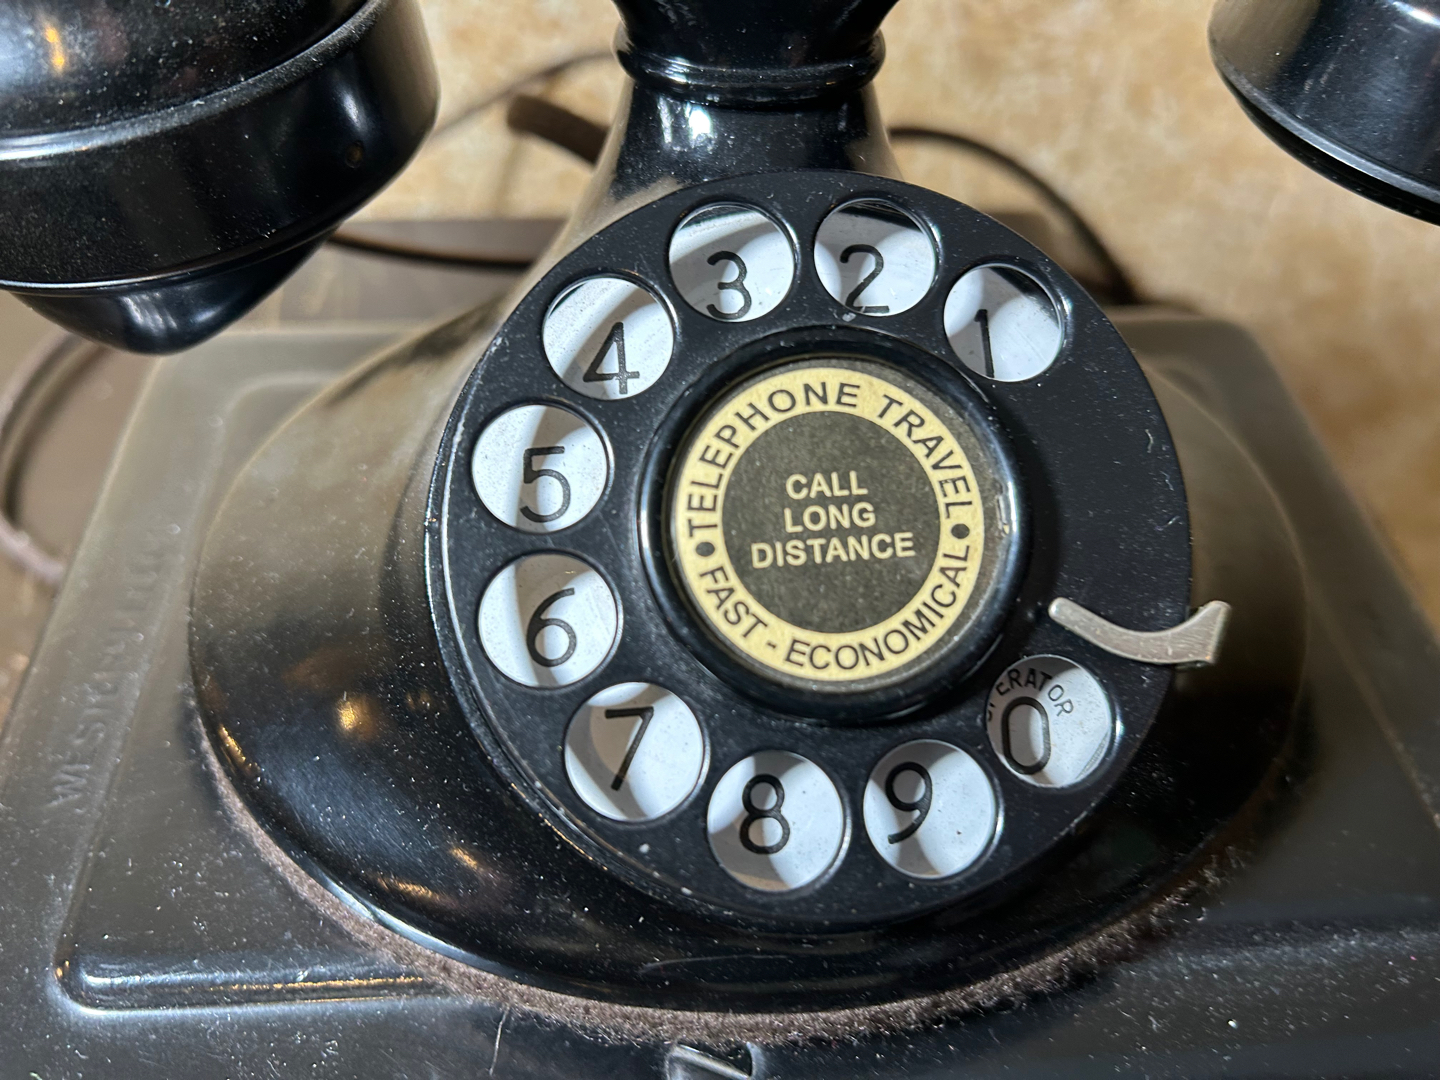 3
2
1
4
5
6
7
8
9
0
TELEPHONE TRAVEL
CALL
LONG
DISTANCE
FAST - ECONOMICAL